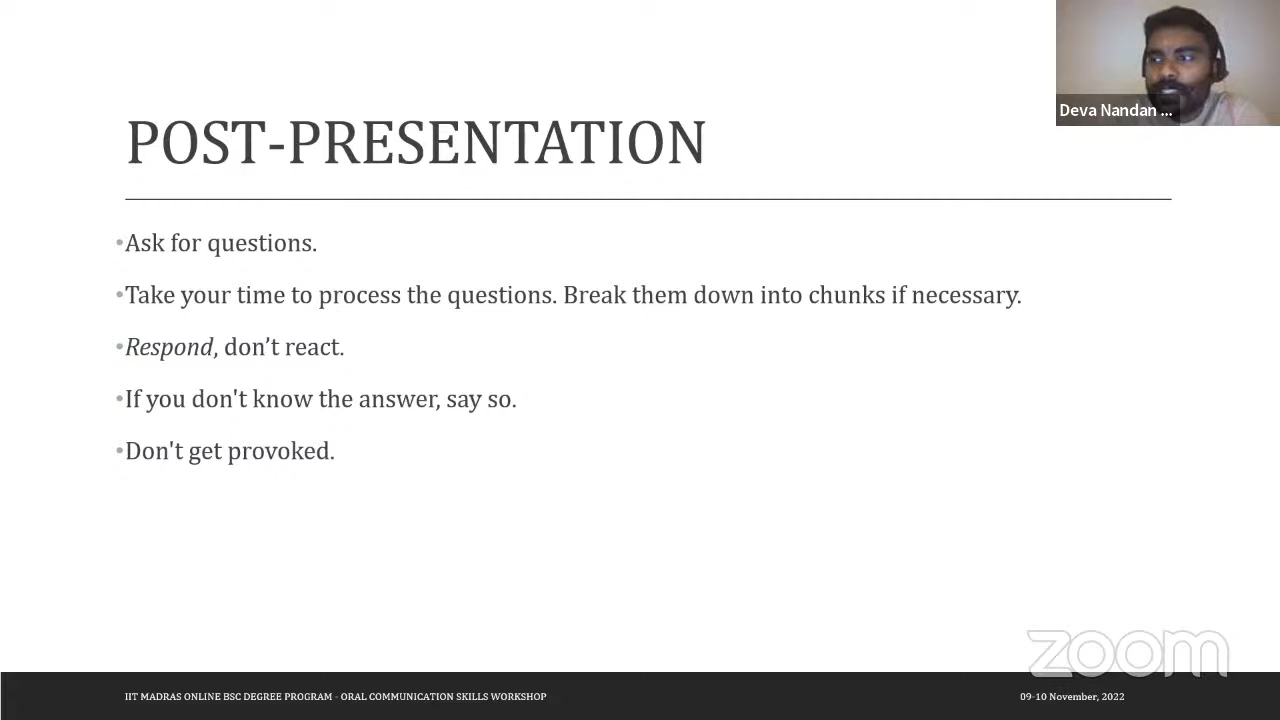 Deva Nandan ...
POST-PRESENTATION
•Ask for questions.
•Take your time to process the questions. Break them down into chunks if necessary.
•Respond, don’t react.
•If you don't know the answer, say so.
•Don't get provoked.
zoom
IIT MADRAS ONLINE BSC DEGREE PROGRAM - ORAL COMMUNICATION SKILLS WORKSHOP
09-10 November, 2022